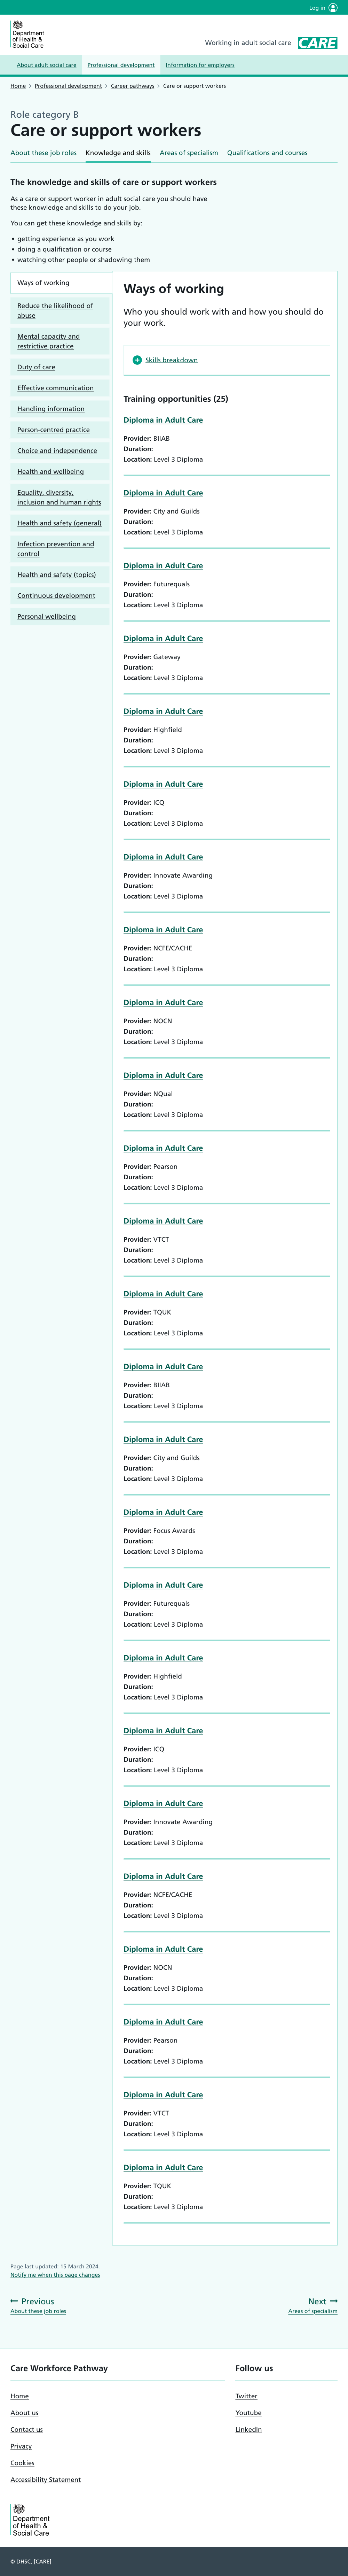 Log in
Department
of Health &
Social Care
Working in adult social care CARE
About adult social care Professional development Information for employers
Home > Professional development > Career pathways > Care or support workers
Role category B
Care or support workers
About these job roles Knowledge and skills Areas of specialism Qualifications and courses
The knowledge and skills of care or support workers
As a care or support worker in adult social care you should have
these knowledge and skills to do your job.
You can get these knowledge and skills by:
• getting experience as you work
• doing a qualification or course
• watching other people or shadowing them
Ways of working
Reduce the likelihood of
abuse
Mental capacity and
restrictive practice
Duty of care
Effective communication
Handling information
Person-centred practice
Choice and independence
Health and wellbeing
Equality, diversity,
inclusion and human rights
Health and safety (general)
Infection prevention and
control
Health and safety (topics)
Continuous development
Personal wellbeing
Ways of working
Who you should work with and how you should do
your work.
Skills breakdown
Training opportunities (25)
Diploma in Adult Care
Provider: BIIAB
Duration:
Location: Level 3 Diploma
Diploma in Adult Care
Provider: City and Guilds
Duration:
Location: Level 3 Diploma
Diploma in Adult Care
Provider: Futurequals
Duration:
Location: Level 3 Diploma
Diploma in Adult Care
Provider: Gateway
Duration:
Location: Level 3 Diploma
Diploma in Adult Care
Provider: Highfield
Duration:
Location: Level 3 Diploma
Diploma in Adult Care
Provider: ICQ
Duration:
Location: Level 3 Diploma
Diploma in Adult Care
Provider: Innovate Awarding
Duration:
Location: Level 3 Diploma
Diploma in Adult Care
Provider: NCFE/CACHE
Duration:
Location: Level 3 Diploma
Diploma in Adult Care
Provider: NOCN
Duration:
Location: Level 3 Diploma
Diploma in Adult Care
Provider: NQual
Duration:
Location: Level 3 Diploma
Diploma in Adult Care
Provider: Pearson
Duration:
Location: Level 3 Diploma
Diploma in Adult Care
Provider: VTCT
Duration:
Location: Level 3 Diploma
Diploma in Adult Care
Provider: TQUK
Duration:
Location: Level 3 Diploma
Diploma in Adult Care
Provider: BIIAB
Duration:
Location: Level 3 Diploma
Diploma in Adult Care
Provider: City and Guilds
Duration:
Location: Level 3 Diploma
Diploma in Adult Care
Provider: Focus Awards
Duration:
Location: Level 3 Diploma
Diploma in Adult Care
Provider: Futurequals
Duration:
Location: Level 3 Diploma
Diploma in Adult Care
Provider: Highfield
Duration:
Location: Level 3 Diploma
Diploma in Adult Care
Provider: ICQ
Duration:
Location: Level 3 Diploma
Diploma in Adult Care
Provider: Innovate Awarding
Duration:
Location: Level 3 Diploma
Diploma in Adult Care
Provider: NCFE/CACHE
Duration:
Location: Level 3 Diploma
Diploma in Adult Care
Provider: NOCN
Duration:
Location: Level 3 Diploma
Diploma in Adult Care
Provider: Pearson
Duration:
Location: Level 3 Diploma
Diploma in Adult Care
Provider: VTCT
Duration:
Location: Level 3 Diploma
Diploma in Adult Care
Provider: TQUK
Duration:
Location: Level 3 Diploma
Page last updated: 15 March 2024.
Notify me when this page changes
← Previous
About these job roles
Next →
Areas of specialism
Care Workforce Pathway
Home
About us
Contact us
Privacy
Cookies
Accessibility Statement
Follow us
Twitter
Youtube
LinkedIn
Department
of Health &
Social Care
© DHSC, [CARE]